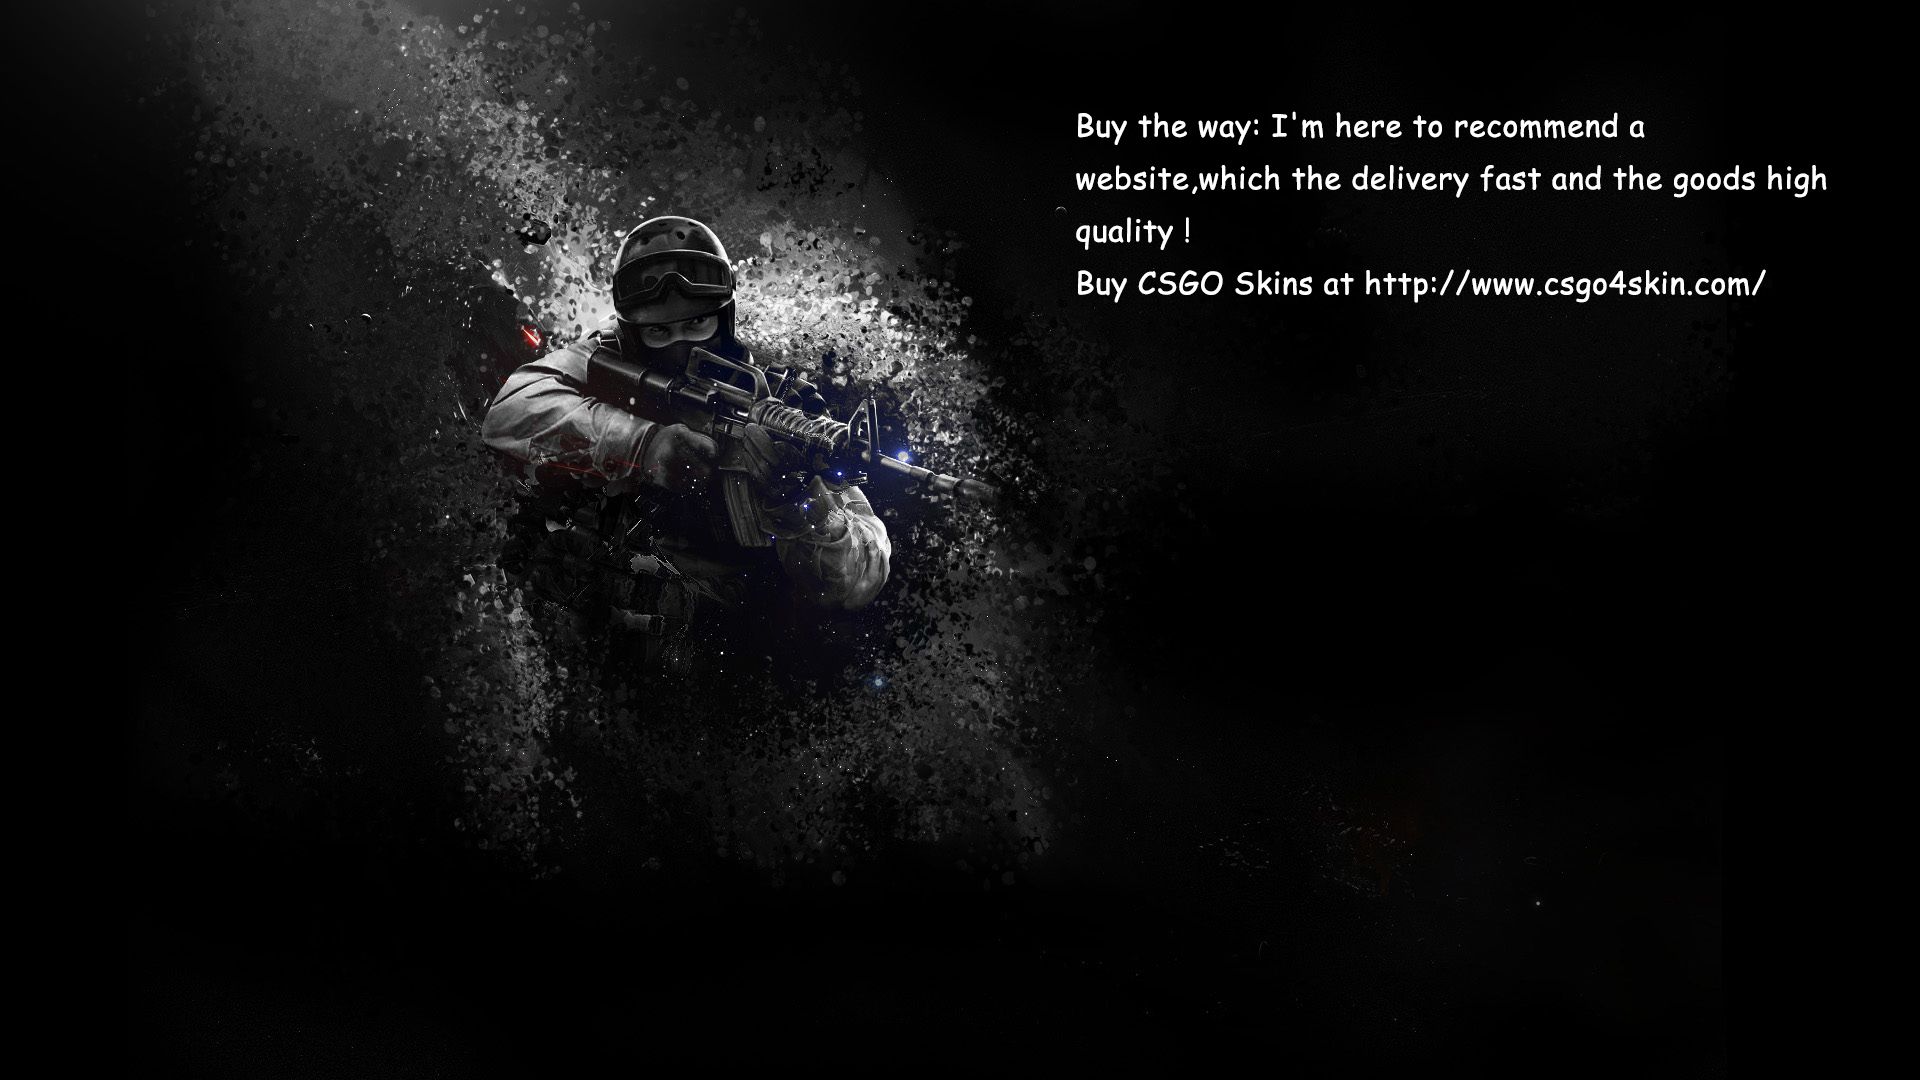 Buy the way: I'm here to recommend a
website,which the delivery fast and the goods high
quality !
Buy CSGO Skins at http://www.csgo4skin.com/